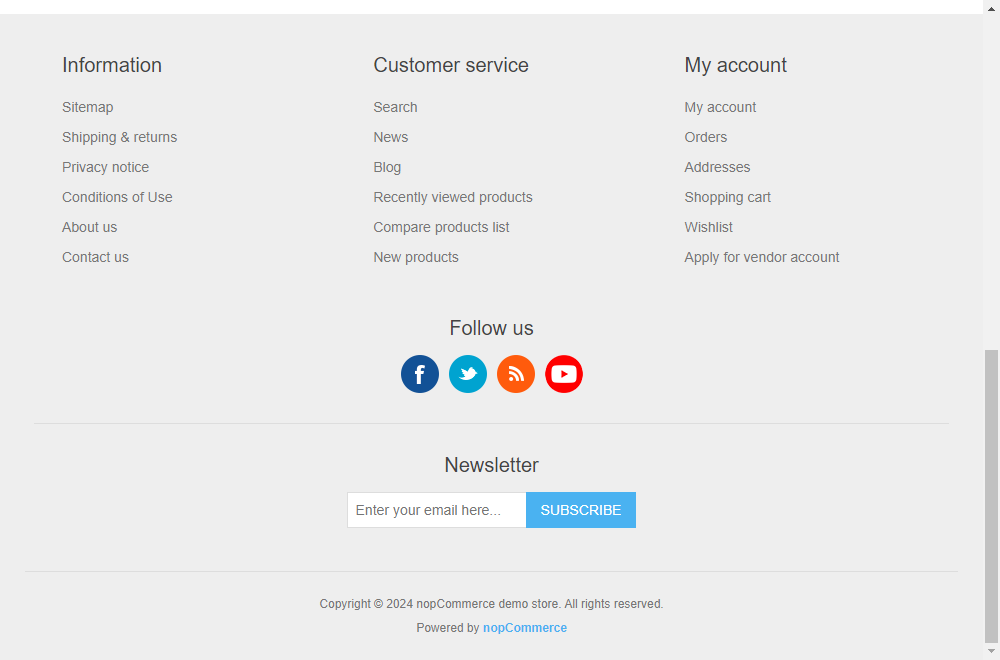 Information
Sitemap
Shipping & returns
Privacy notice
Conditions of Use
About us
Contact us
Customer service
Search
News
Blog
Recently viewed products
Compare products list
New products
My account
My account
Orders
Addresses
Shopping cart
Wishlist
Apply for vendor account
Follow us
Newsletter
Enter your email here...
SUBSCRIBE
Copyright © 2024 nopCommerce demo store. All rights reserved.
Powered by nopCommerce